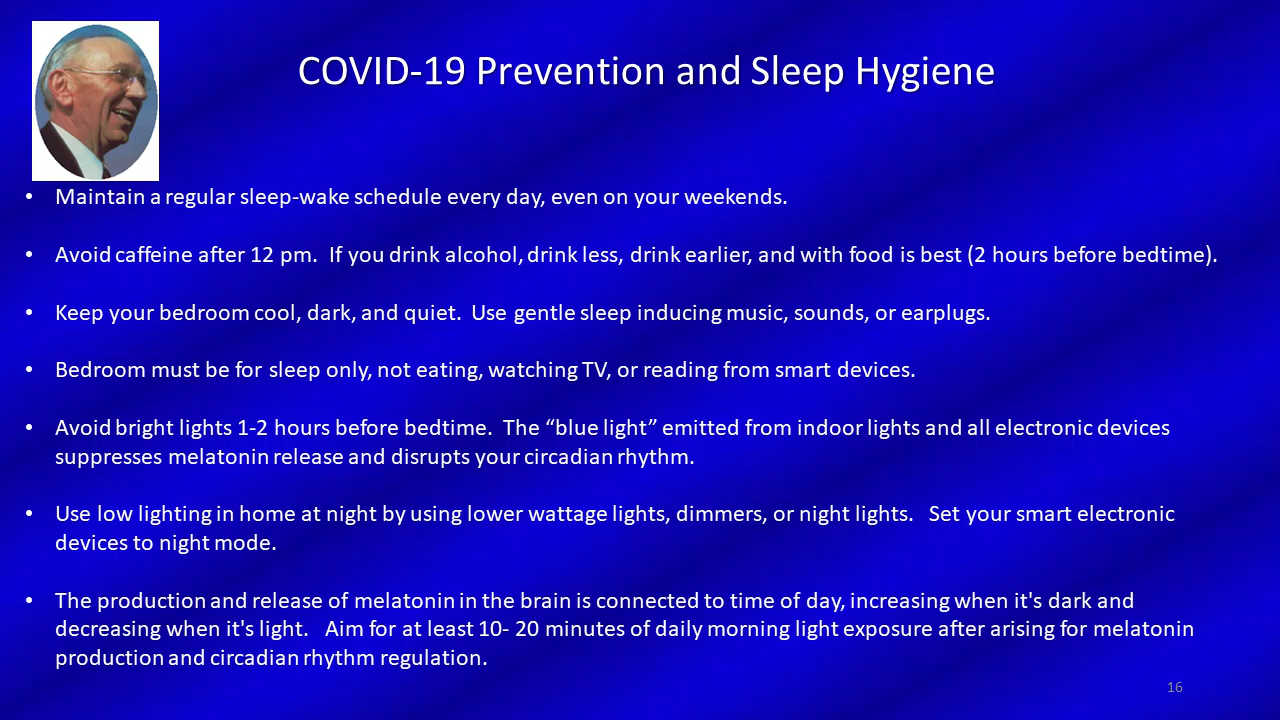 COVID-19 Prevention and Sleep Hygiene
• Maintain a regular sleep-wake schedule every day, even on your weekends.
• Avoid caffeine after 12 pm.  If you drink alcohol, drink less, drink earlier, and with food is best (2 hours before bedtime).
• Keep your bedroom cool, dark, and quiet.  Use gentle sleep inducing music, sounds, or earplugs.
• Bedroom must be for sleep only, not eating, watching TV, or reading from smart devices.
• Avoid bright lights 1-2 hours before bedtime.  The “blue light” emitted from indoor lights and all electronic devices
suppresses melatonin release and disrupts your circadian rhythm.
• Use low lighting in home at night by using lower wattage lights, dimmers, or night lights.   Set your smart electronic
devices to night mode.
• The production and release of melatonin in the brain is connected to time of day, increasing when it's dark and
decreasing when it's light.   Aim for at least 10- 20 minutes of daily morning light exposure after arising for melatonin
production and circadian rhythm regulation.
16